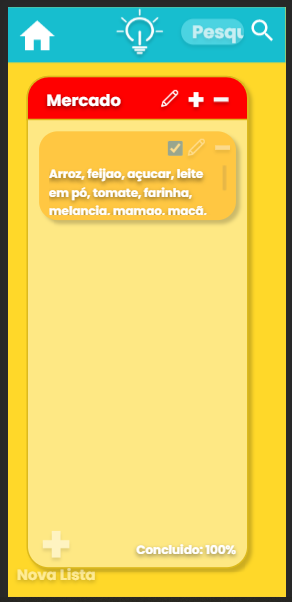 Pesqu
Mercado
Arroz, feijao, açucar, leite
em pó, tomate, farinha,
melancia, mamao, macã,
Concluido: 100%
Nova Lista